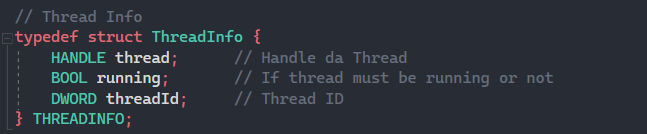 // Thread Info
typedef struct ThreadInfo {
    HANDLE thread;      // Handle da Thread
    BOOL running;       // If thread must be running or not
    DWORD threadId;     // Thread ID
} THREADINFO;